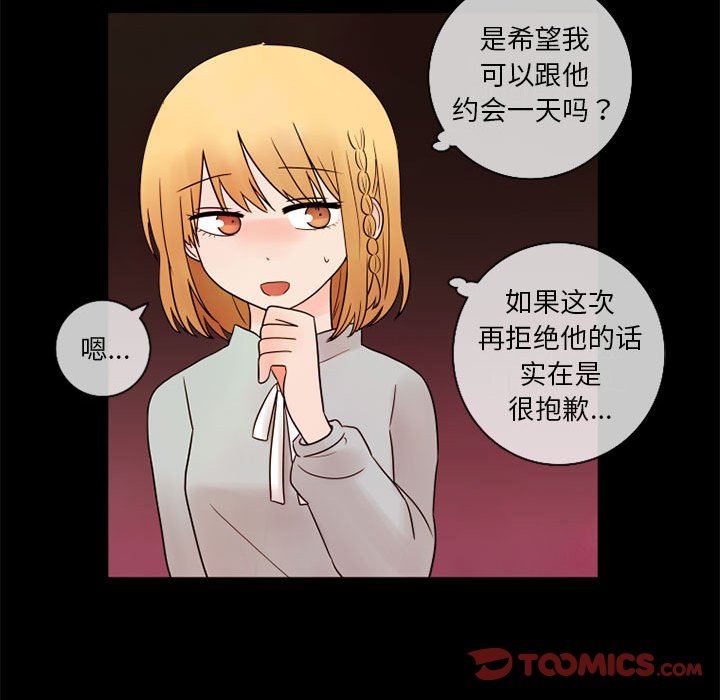 是希望我
可以跟他
约会一天吗？
嗯...
如果这次
再拒绝他的话
实在是
很抱歉...
TOOMICS.COM